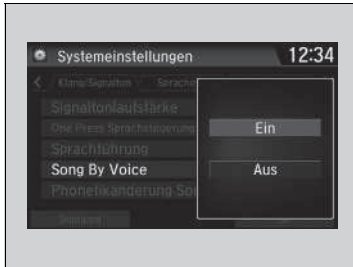 Systemeinstellungen 12:34
Klang/Signalton Sprache
Signaltonlautstärke
One Press Sprachsteuerung
Ein
Sprachführung
Song By Voice
Aus
Phonetikänderung